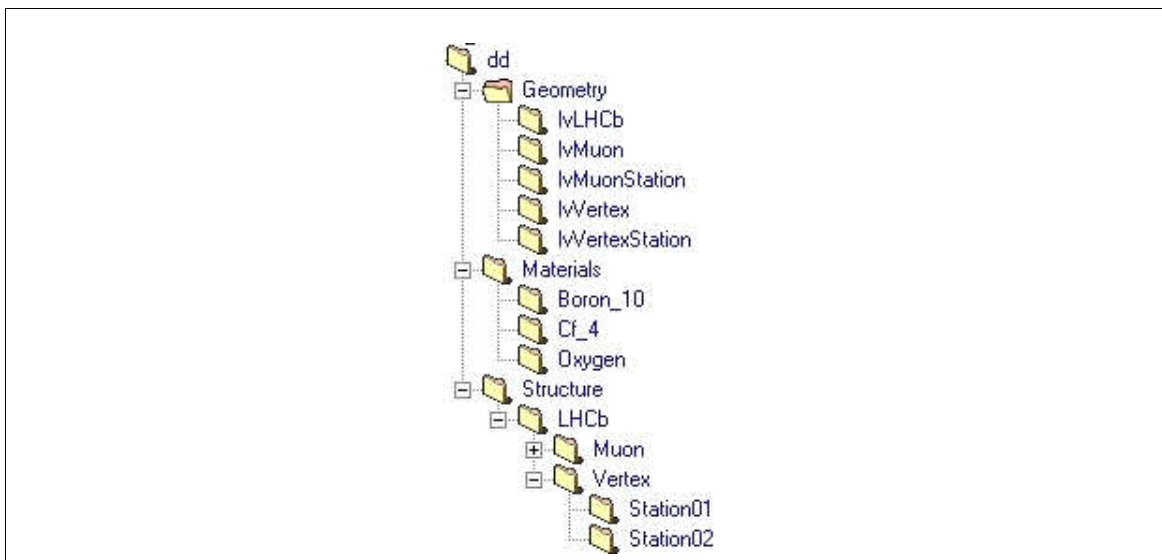 dd
Geometry
lvLHCb
lvMuon
lvMuonStation
lvVertex
lvVertexStation
Materials
Boron_10
Cf_4
Oxygen
Structure
LHCb
Muon
Vertex
Station01
Station02